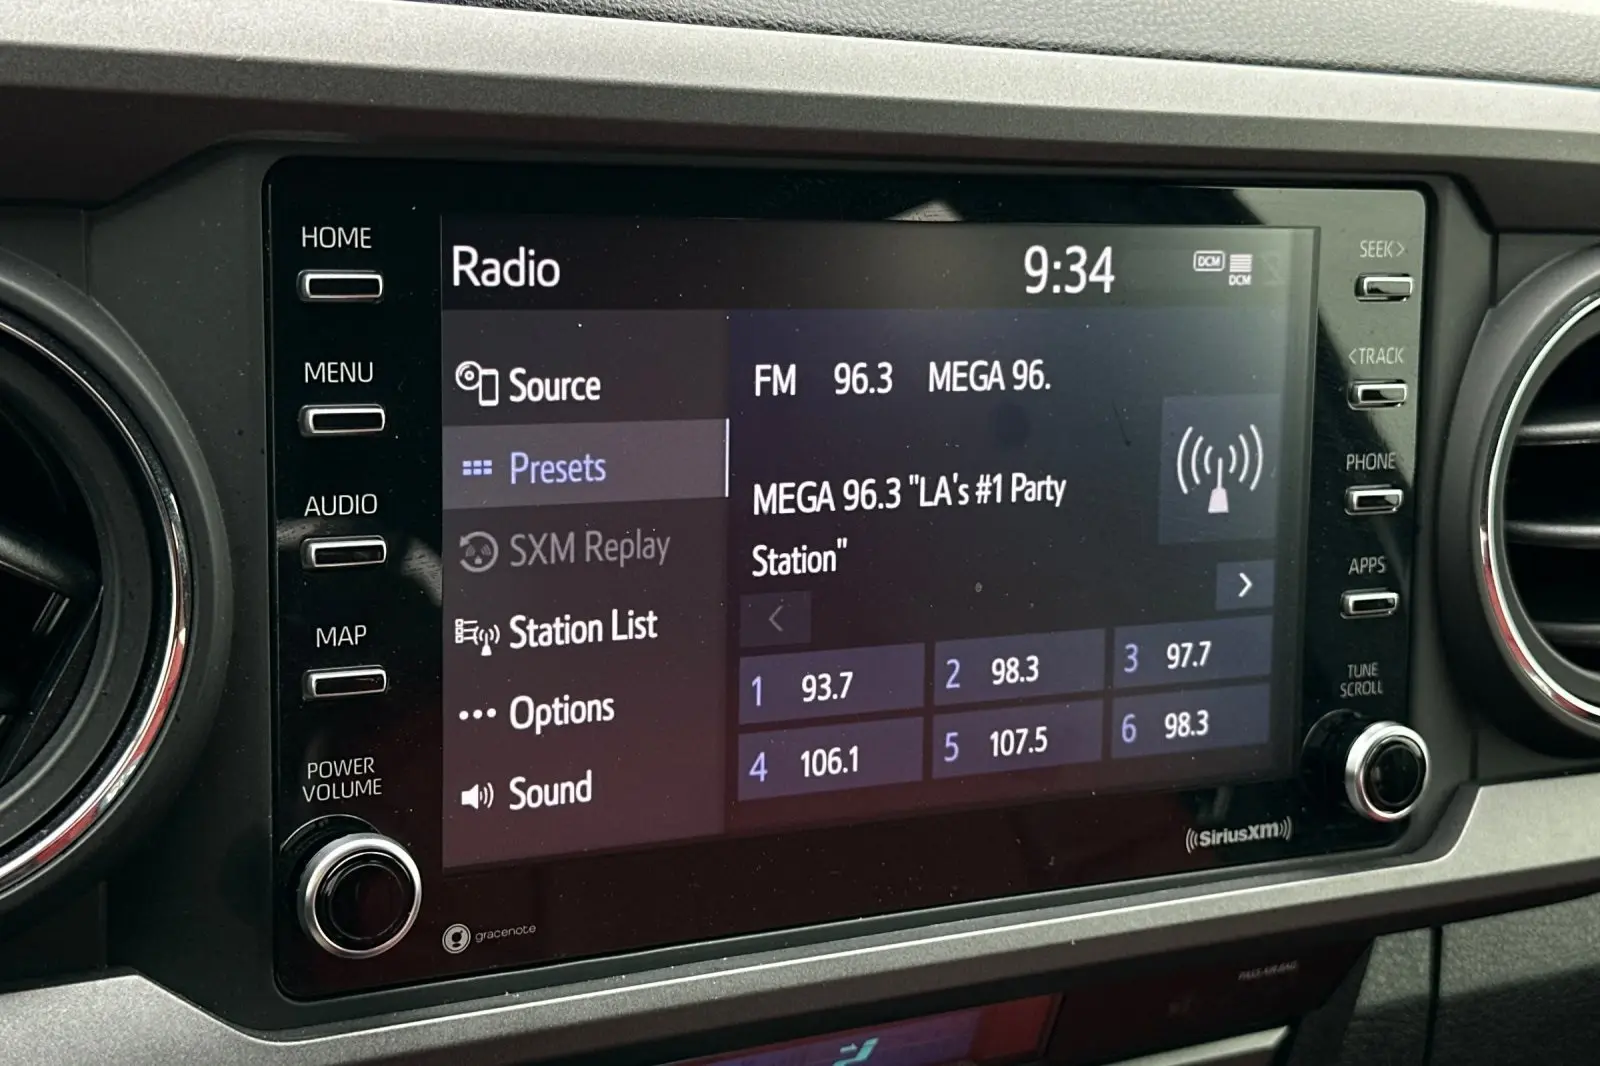 HOME
MENU
AUDIO
MAP
POWER
VOLUME
Radio
9:34
DCM
DCM
Source
Presets
SXM Replay
Station List
Options
Sound
FM 96.3 MEGA 96.
MEGA 96.3 "LA's #1 Party
Station"
<
>
1 93.7
2 98.3
3 97.7
4 106.1
5 107.5
6 98.3
SEEK>
<TRACK
PHONE
APPS
TUNE
SCROLL
SiriusXM
gracenote